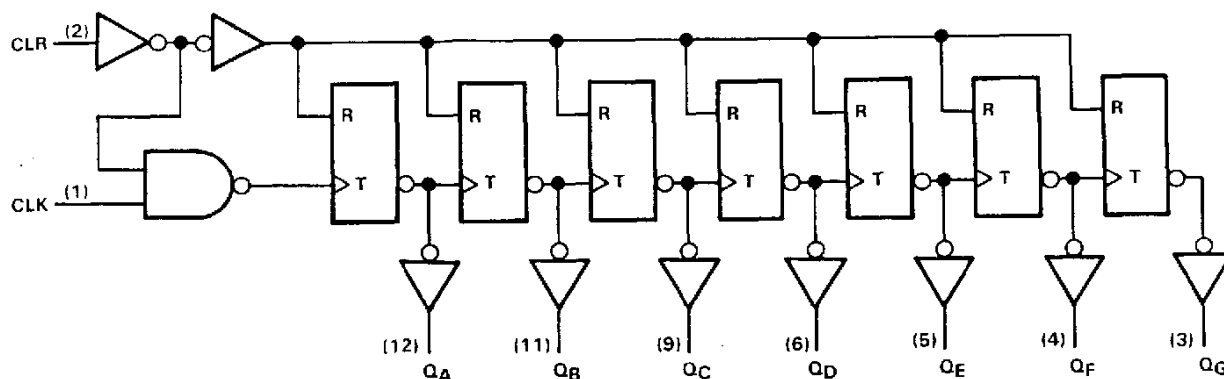 CLR (2)
R R R R R R R
T T T T T T T
CLK (1)
(12) (11) (9) (6) (5) (4) (3)
QA QB QC QD QE QF QG